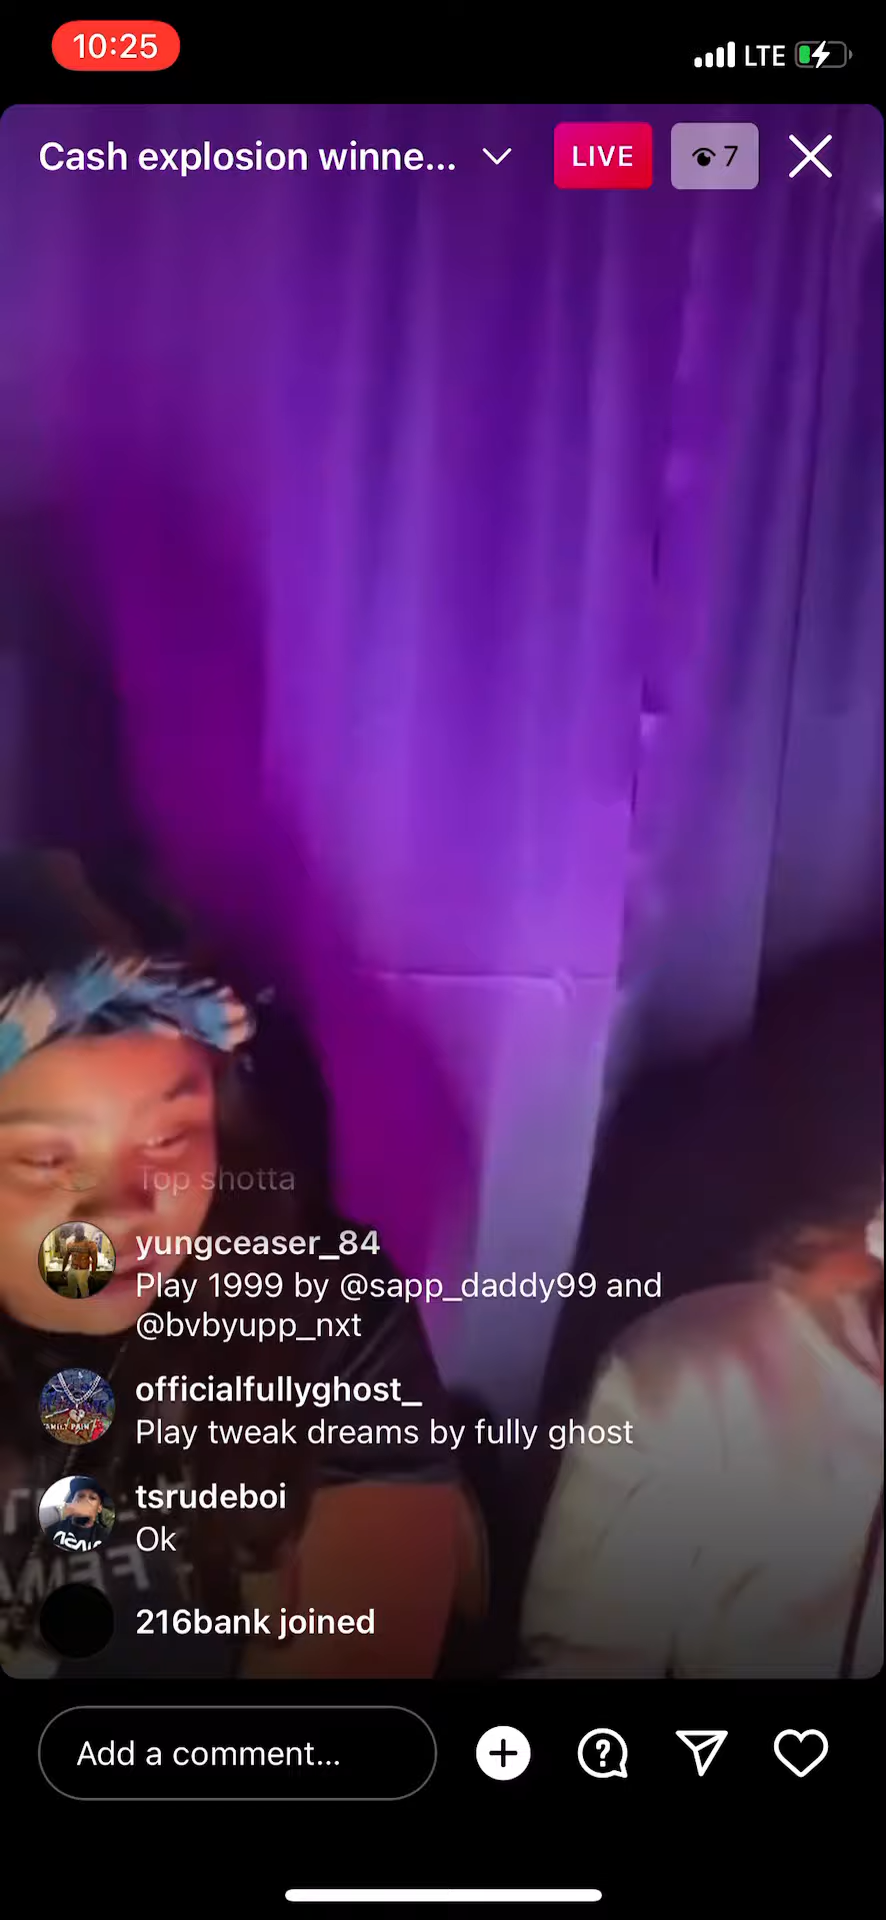 10:25
LTE
Cash explosion winne...
LIVE
7
Top shotta
yungceaser_84
Play 1999 by @sapp_daddy99 and
@bvbyupp_nxt
officialfullyghost_
Play tweak dreams by fully ghost
tsrudeboi
Ok
216bank joined
Add a comment...